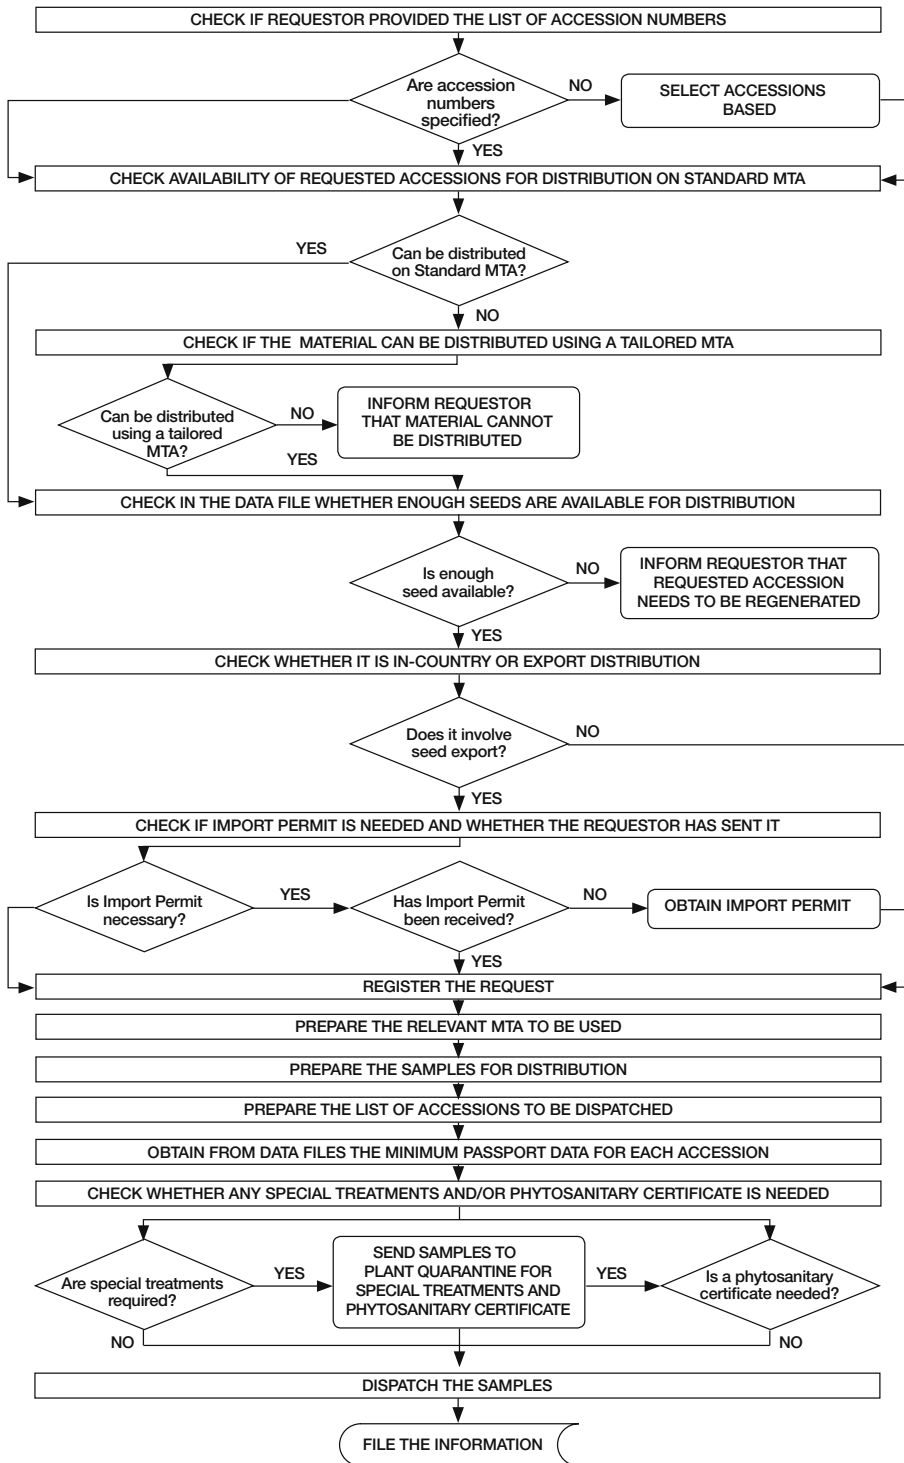 CHECK IF REQUESTOR PROVIDED THE LIST OF ACCESSION NUMBERS
Are accession
numbers
specified?
NO
SELECT ACCESSIONS
BASED
YES
CHECK AVAILABILITY OF REQUESTED ACCESSIONS FOR DISTRIBUTION ON STANDARD MTA
YES
Can be distributed
on Standard MTA?
NO
CHECK IF THE MATERIAL CAN BE DISTRIBUTED USING A TAILORED MTA
Can be distributed
using a tailored
MTA?
NO
INFORM REQUESTOR
THAT MATERIAL CANNOT
BE DISTRIBUTED
YES
CHECK IN THE DATA FILE WHETHER ENOUGH SEEDS ARE AVAILABLE FOR DISTRIBUTION
Is enough
seed available?
NO
INFORM REQUESTOR THAT
REQUESTED ACCESSION
NEEDS TO BE REGENERATED
YES
CHECK WHETHER IT IS IN-COUNTRY OR EXPORT DISTRIBUTION
Does it involve
seed export?
NO
YES
CHECK IF IMPORT PERMIT IS NEEDED AND WHETHER THE REQUESTOR HAS SENT IT
Is Import Permit
necessary?
YES
Has Import Permit
been received?
NO
OBTAIN IMPORT PERMIT
YES
REGISTER THE REQUEST
PREPARE THE RELEVANT MTA TO BE USED
PREPARE THE SAMPLES FOR DISTRIBUTION
PREPARE THE LIST OF ACCESSIONS TO BE DISPATCHED
OBTAIN FROM DATA FILES THE MINIMUM PASSPORT DATA FOR EACH ACCESSION
CHECK WHETHER ANY SPECIAL TREATMENTS AND/OR PHYTOSANITARY CERTIFICATE IS NEEDED
Are special treatments
required?
YES
SEND SAMPLES TO
PLANT QUARANTINE FOR
SPECIAL TREATMENTS AND
PHYTOSANITARY CERTIFICATE
YES
Is a phytosanitary
certificate needed?
NO
NO
DISPATCH THE SAMPLES
FILE THE INFORMATION